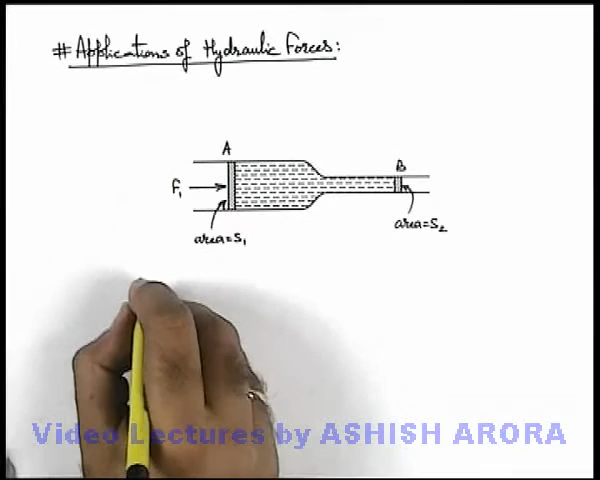 # Applications of Hydraulic Forces:
A
B
F₁
area=S₁
area=S₂
Video Lectures by ASHISH ARORA